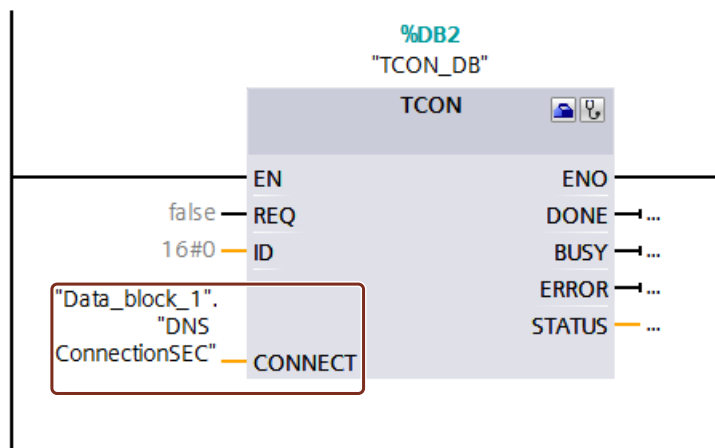 %DB2
"TCON_DB"
TCON
EN ENO
false REQ DONE ...
16#0 ID BUSY ...
"Data_block_1". ERROR ...
"DNS STATUS ...
ConnectionSEC" CONNECT